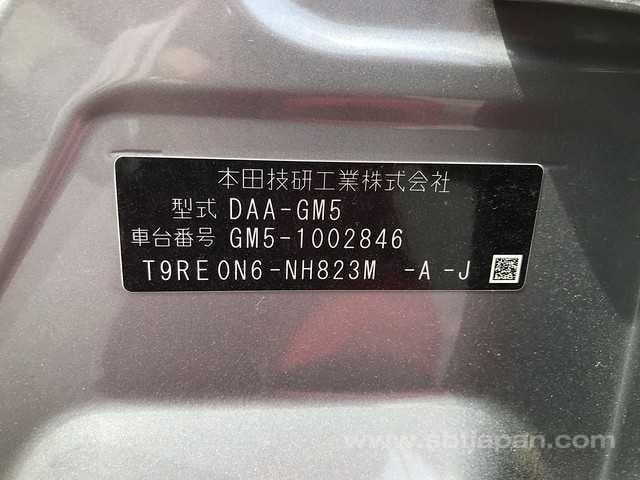 本田技研工業株式会社
型式 DAA-GM5
車台番号 GM5-1002846
T9RE0N6-NH823M -A-J
www.sbtjapan.com